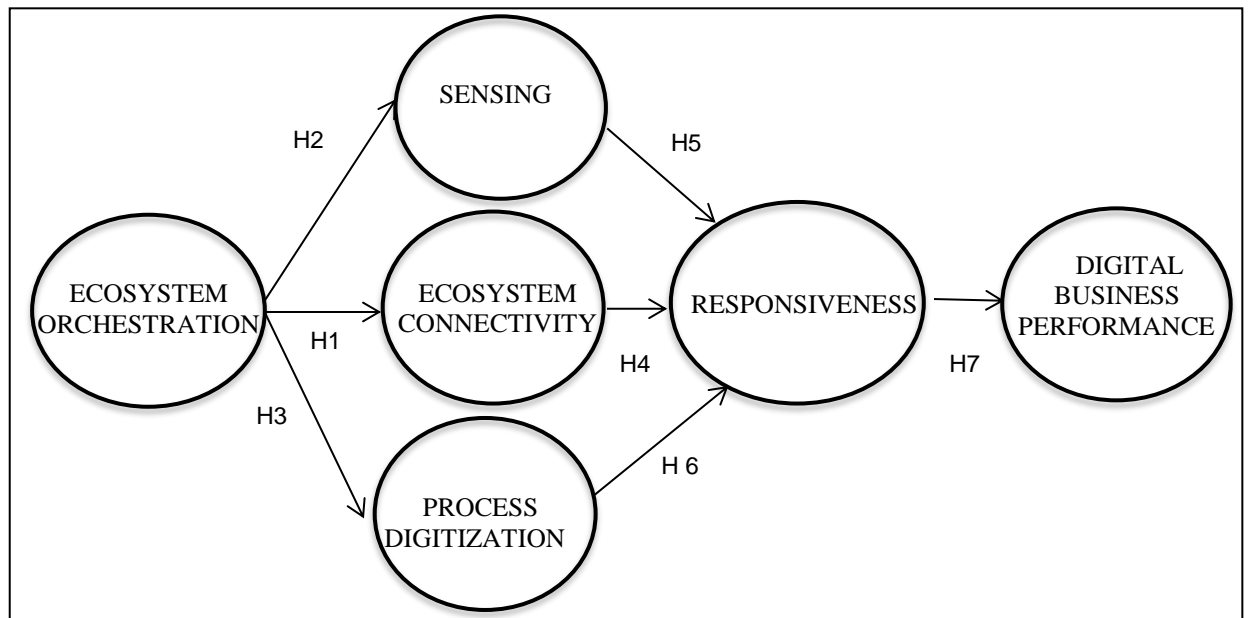 SENSING
H2
H5
ECOSYSTEM
ORCHESTRATION
H1
ECOSYSTEM
CONNECTIVITY
H4
RESPONSIVENESS
H7
DIGITAL
BUSINESS
PERFORMANCE
H3
H 6
PROCESS
DIGITIZATION